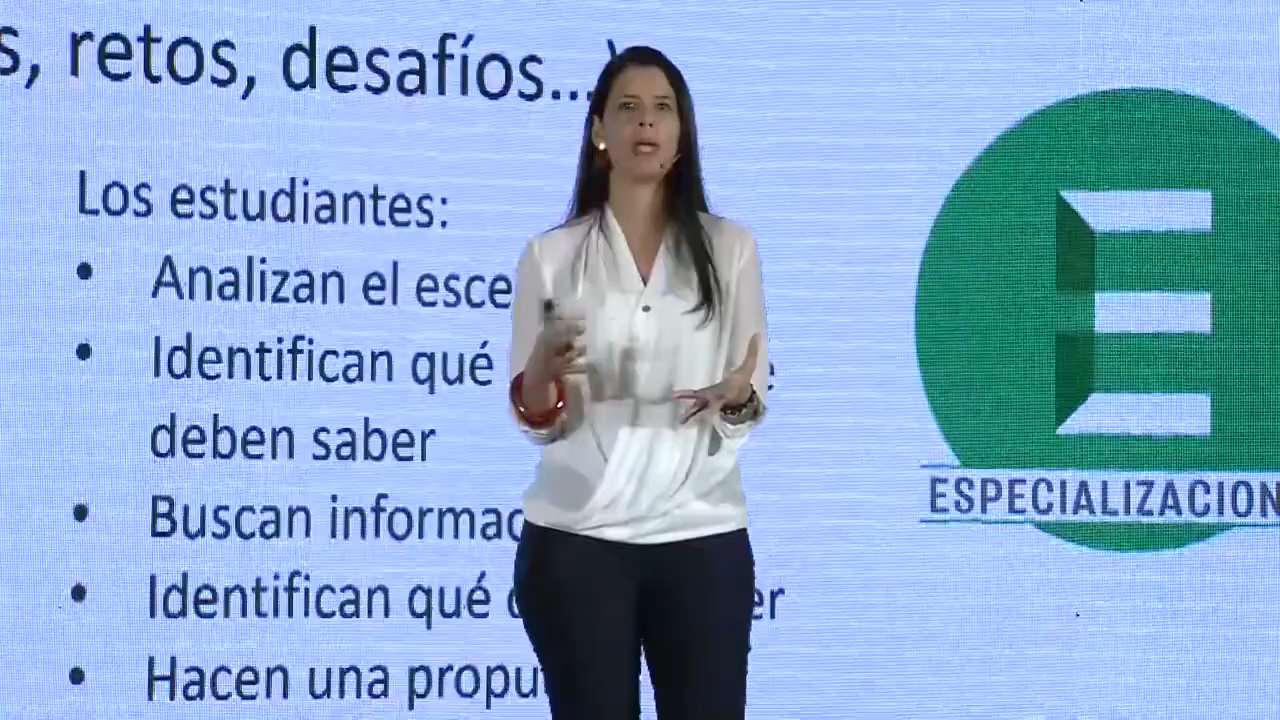 s, retos, desafíos...
Los estudiantes:
• Analizan el esce
• Identifican qué
deben saber
• Buscan informac
• Identifican qué
• Hacen una propu
E
ESPECIALIZACION